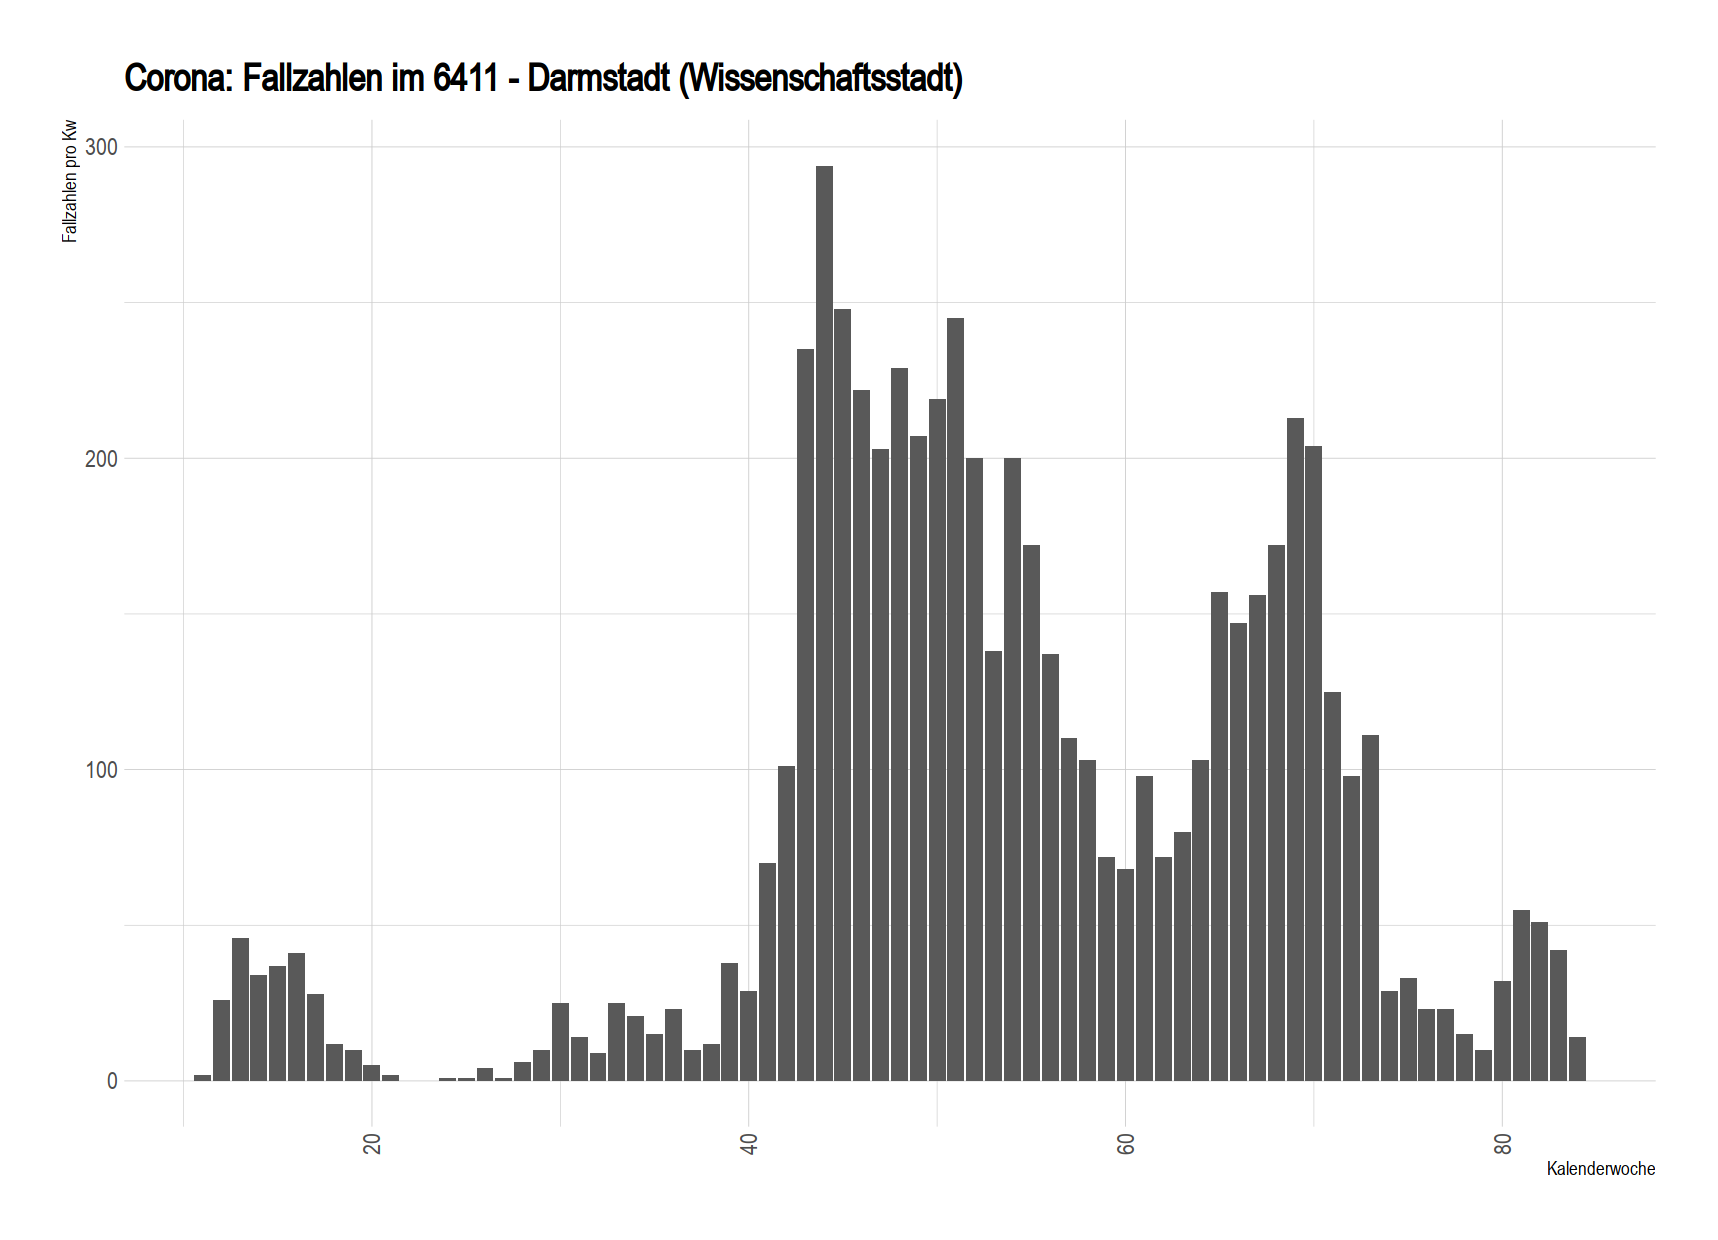 Corona: Fallzahlen im 6411 - Darmstadt (Wissenschaftsstadt)
Fallzahlen pro Kw
300
200
100
0
20
40
60
80
Kalenderwoche